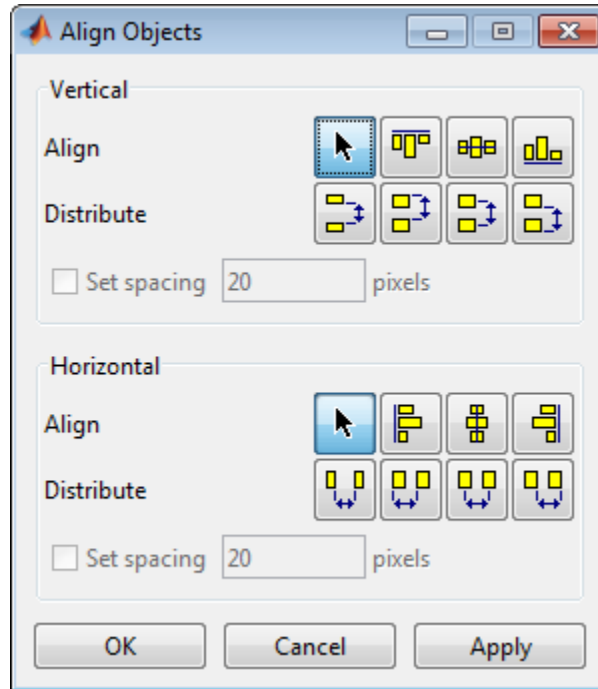 Align Objects
Vertical
Align
Distribute
Set spacing 20 pixels
Horizontal
Align
Distribute
Set spacing 20 pixels
OK Cancel Apply